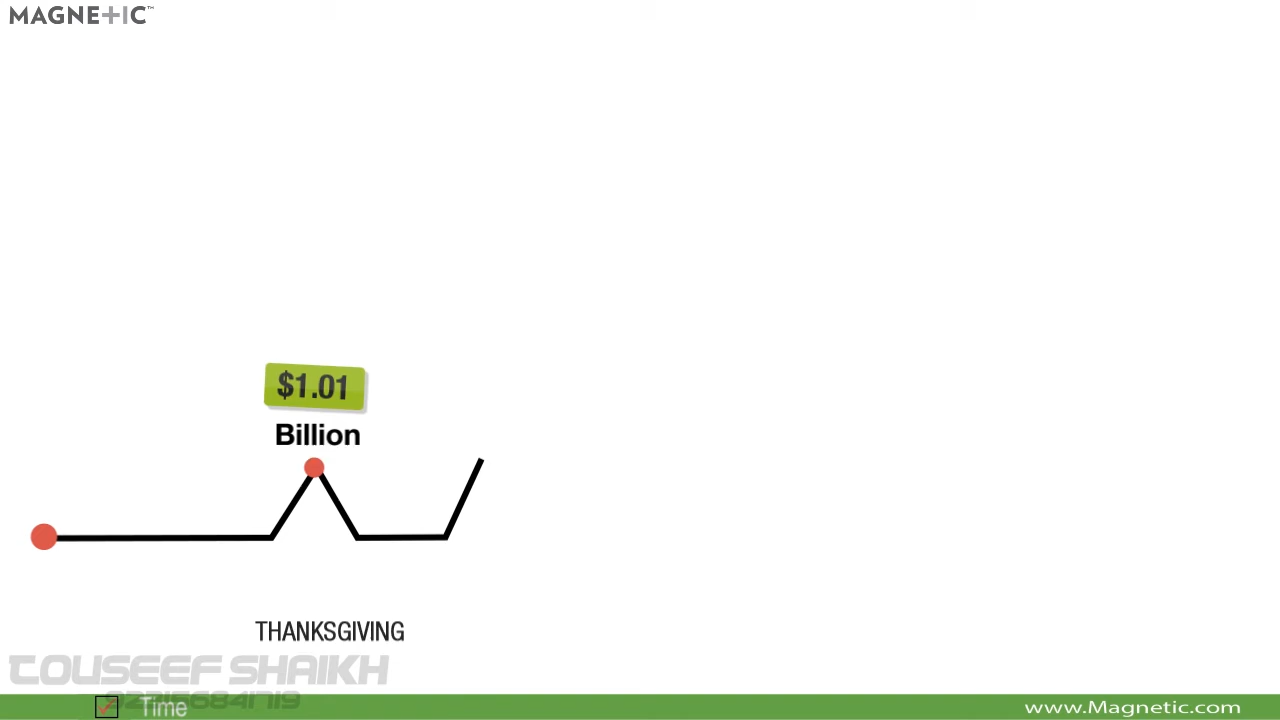 MAGNETIC™
$1.01
Billion
THANKSGIVING
TOUSEEF SHAIKH
Time
www.Magnetic.com